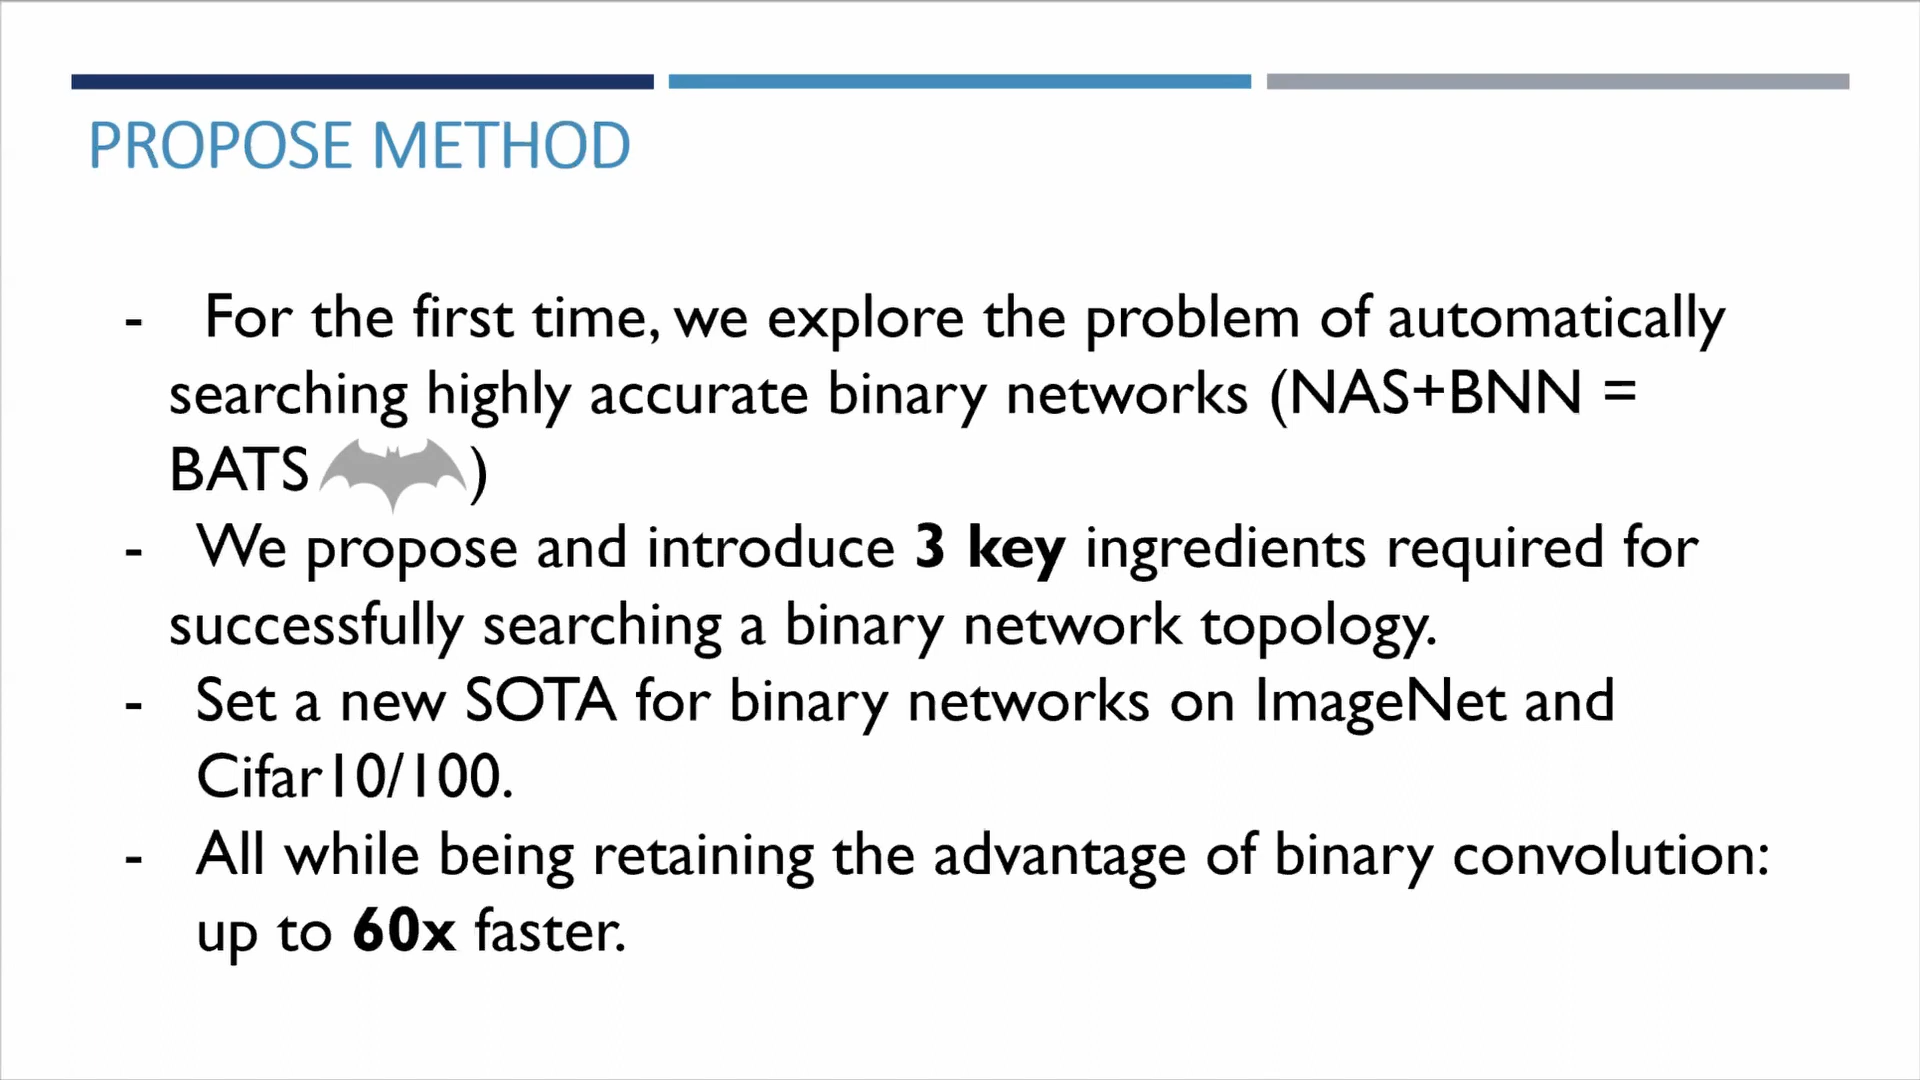 PROPOSE METHOD
- For the first time, we explore the problem of automatically
searching highly accurate binary networks (NAS+BNN =
BATS )
- We propose and introduce 3 key ingredients required for
successfully searching a binary network topology.
- Set a new SOTA for binary networks on ImageNet and
Cifar10/100.
- All while being retaining the advantage of binary convolution:
up to 60x faster.